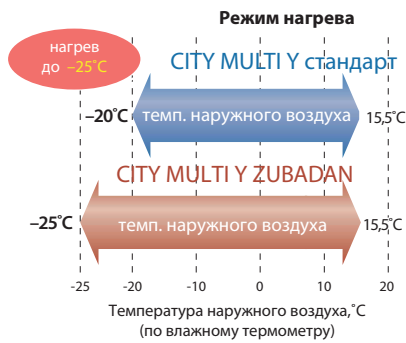 Режим нагрева
нагрев
до –25˚C
CITY MULTI Y стандарт
–20˚C
темп. наружного воздуха
15,5˚C
CITY MULTI Y ZUBADAN
–25˚C
темп. наружного воздуха
15,5˚C
-25 -20 -10 0 10 20
Температура наружного воздуха,˚C
(по влажному термометру)